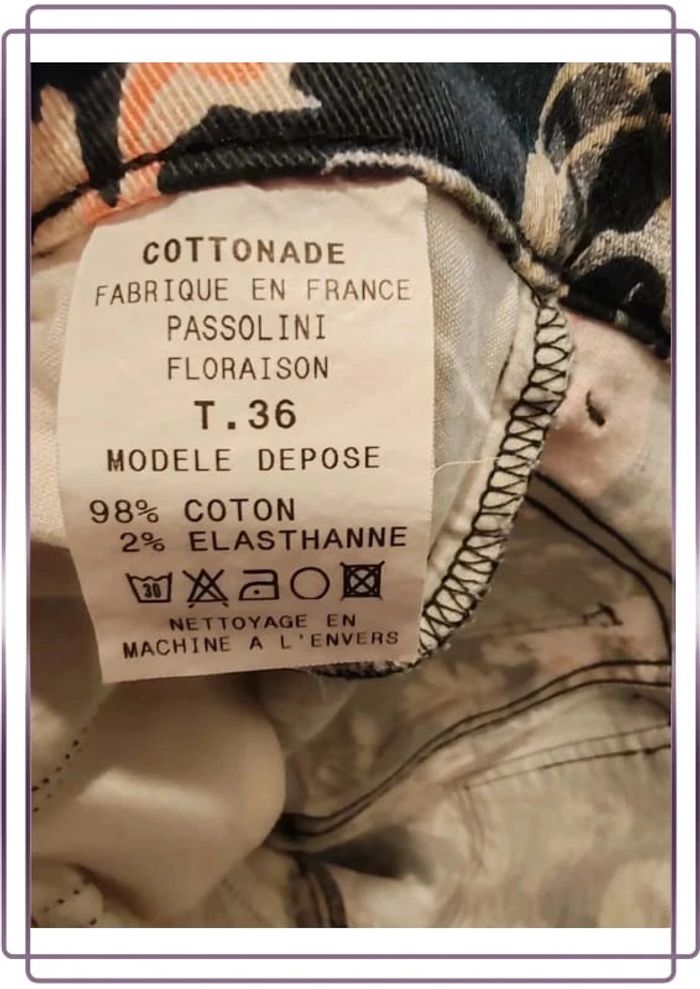 COTTONADE
FABRIQUE EN FRANCE
PASSOLINI
FLORAISON
T.36
MODELE DEPOSE
98% COTON
2% ELASTHANNE
30
NETTOYAGE EN
MACHINE A L'ENVERS